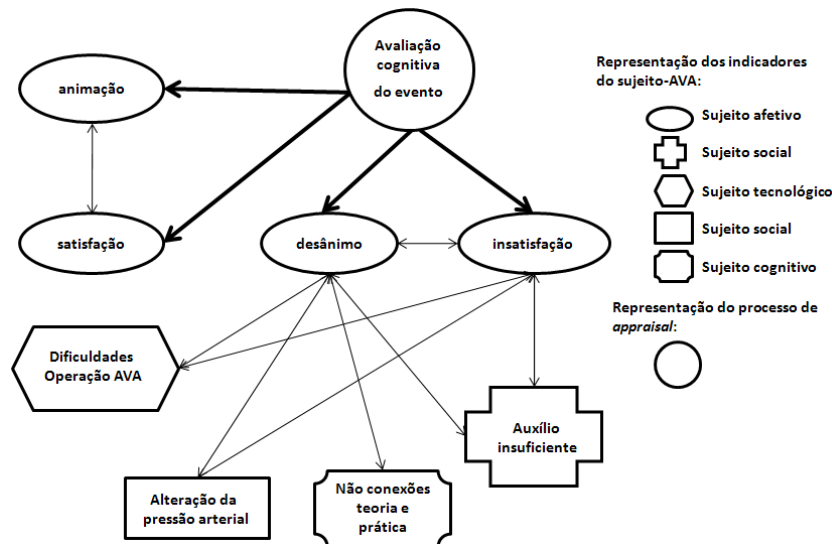 Avaliação
cognitiva
do evento
animação
satisfação
desânimo
insatisfação
Dificuldades
Operação AVA
Auxílio
insuficiente
Alteração da
pressão arterial
Não conexões
teoria e
prática
Representação dos indicadores
do sujeito-AVA:
Sujeito afetivo
Sujeito social
Sujeito tecnológico
Sujeito social
Sujeito cognitivo
Representação do processo de
appraisal: